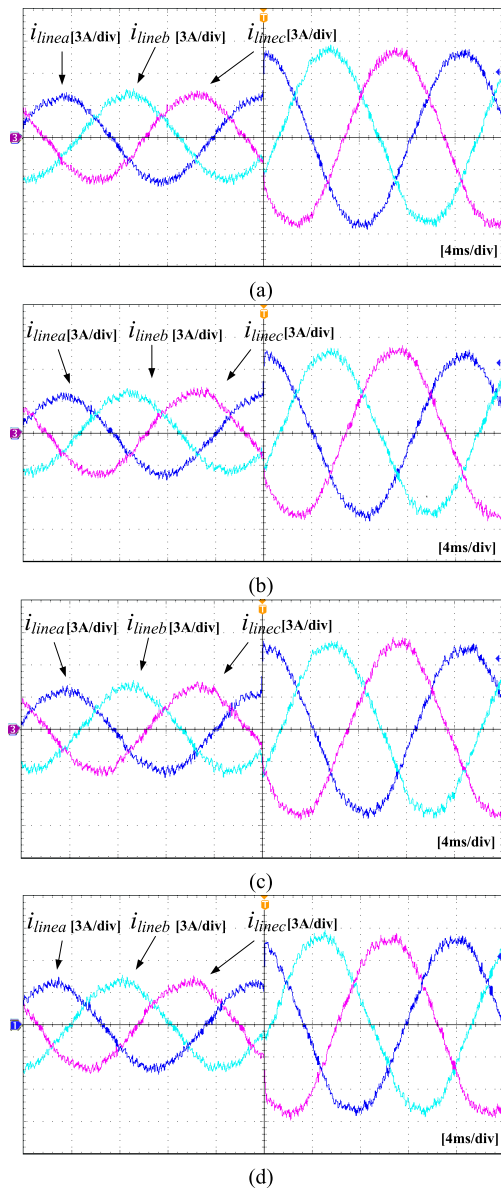 T
i_linea[3A/div] i_lineb [3A/div] i_linec[3A/div]
3
[4ms/div]
(a)
T
i_linea[3A/div] i_lineb [3A/div] i_linec[3A/div]
3
[4ms/div]
(b)
T
i_linea[3A/div] i_lineb [3A/div] i_linec[3A/div]
3
[4ms/div]
(c)
T
i_linea [3A/div] i_lineb [3A/div] i_linec[3A/div]
1
[4ms/div]
(d)